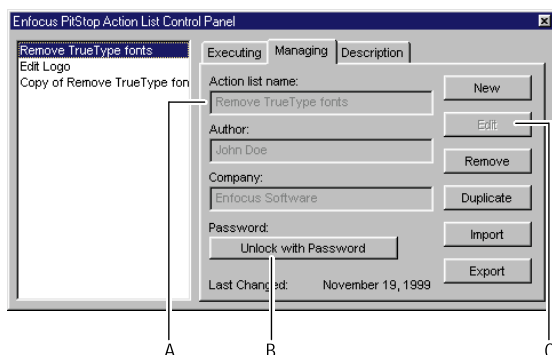 Enfocus PitStop Action List Control Panel
Remove TrueType fonts
Edit Logo
Copy of Remove TrueType fon
Executing
Managing
Description
Action list name:
Remove TrueType fonts
Author:
John Doe
Company:
Enfocus Software
Password:
Unlock with Password
Last Changed: November 19, 1999
New
Edit
Remove
Duplicate
Import
Export
A
B
C